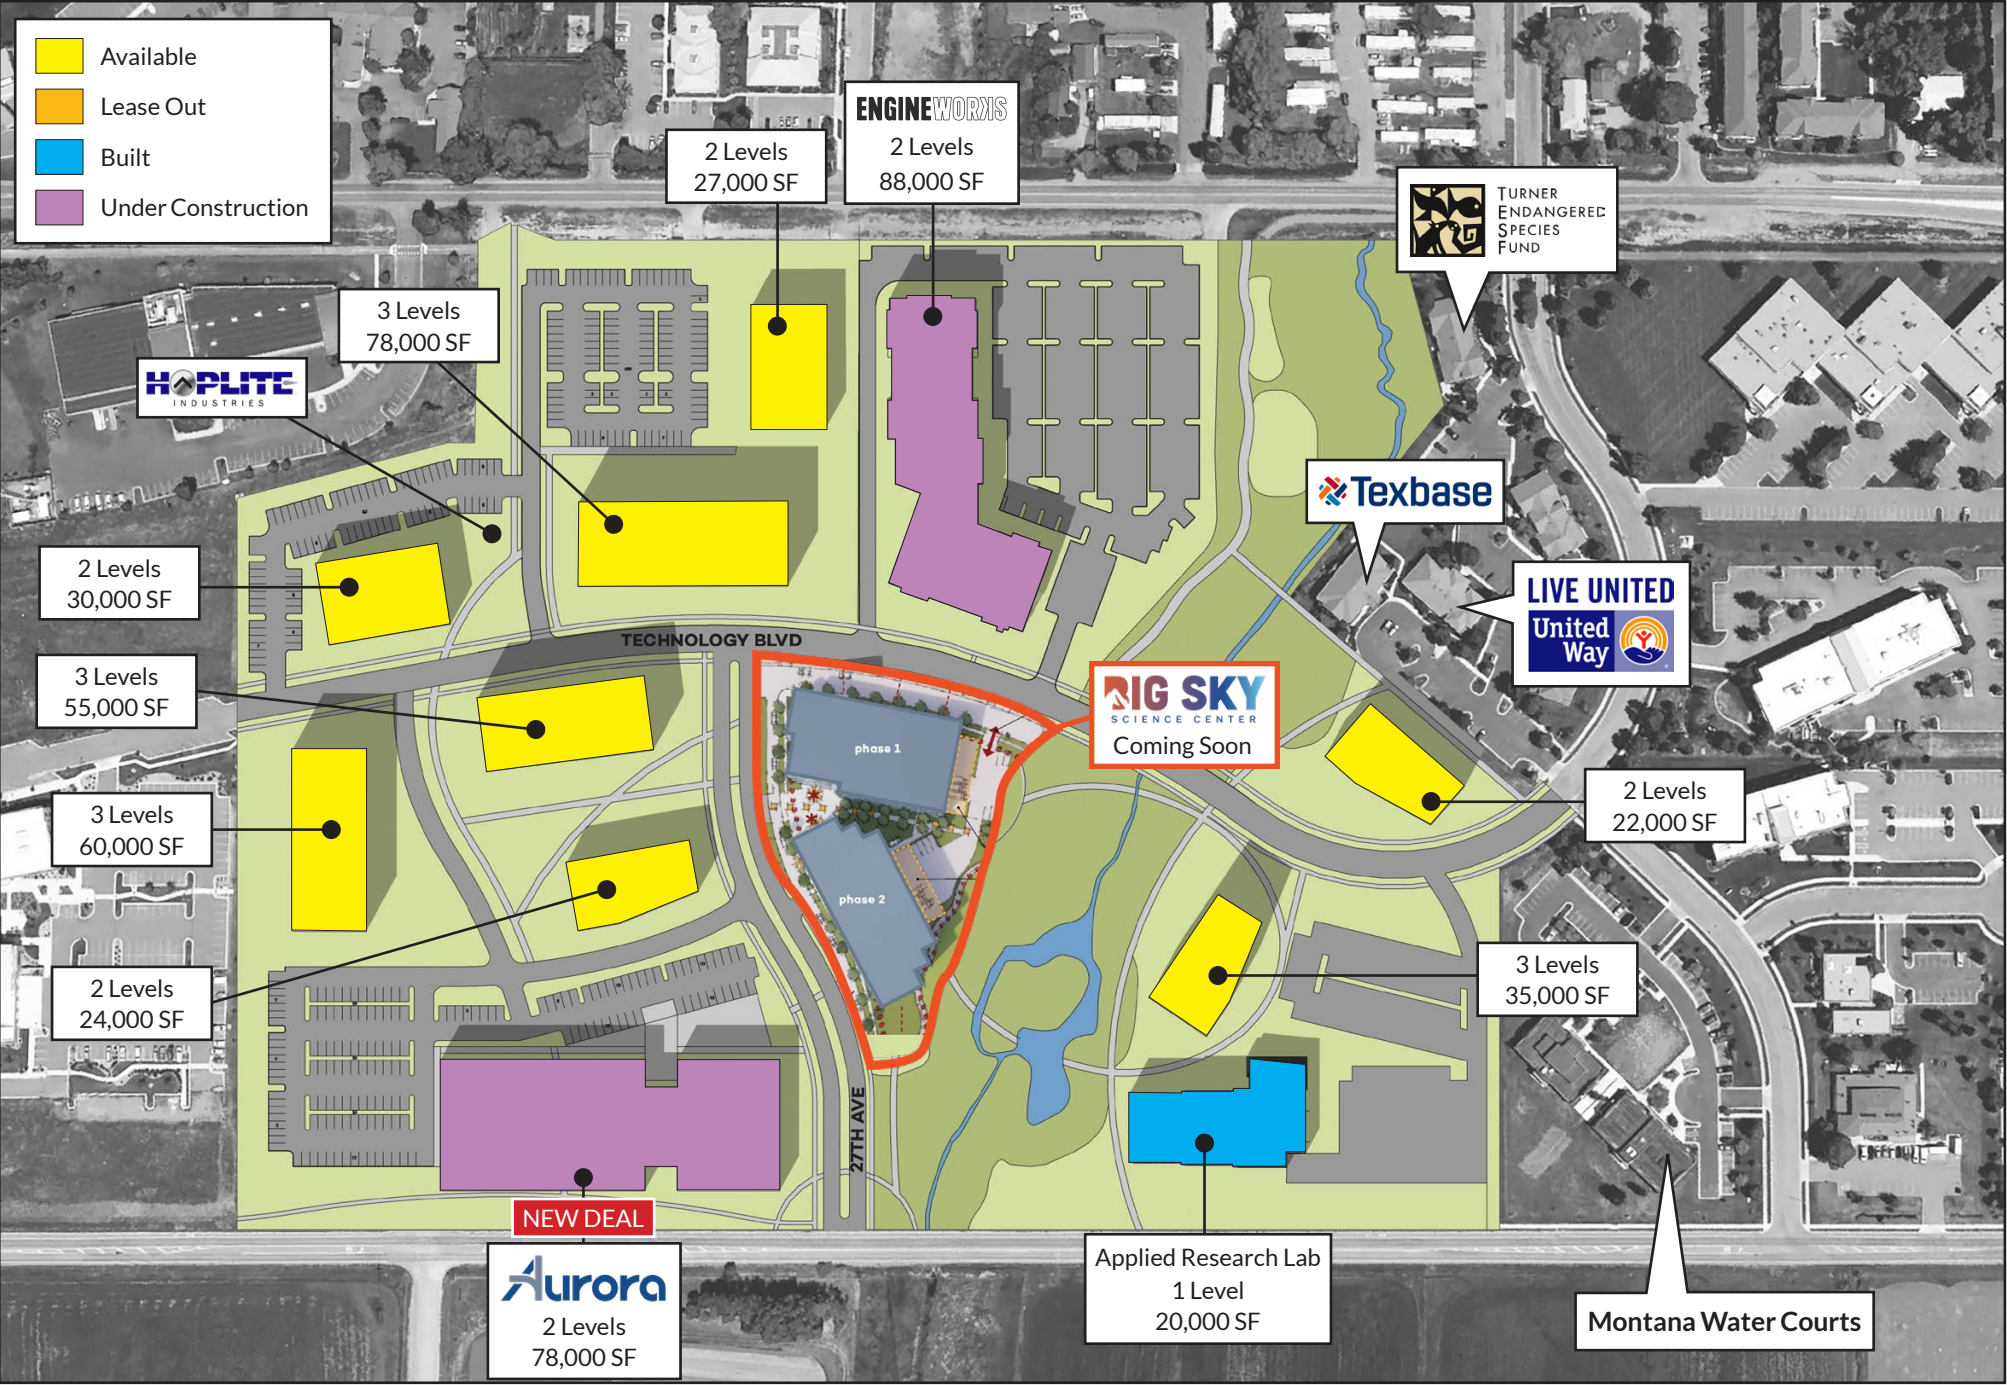 Available
Lease Out
Built
Under Construction
2 Levels
27,000 SF
ENGINEWORKS
2 Levels
88,000 SF
TURNER
ENDANGERED
SPECIES
FUND
3 Levels
78,000 SF
HOPLITE
INDUSTRIES
Texbase
2 Levels
30,000 SF
LIVE UNITED
United
Way
TECHNOLOGY BLVD
3 Levels
55,000 SF
BIG SKY
SCIENCE CENTER
Coming Soon
phase 1
2 Levels
22,000 SF
3 Levels
60,000 SF
phase 2
3 Levels
35,000 SF
2 Levels
24,000 SF
27TH AVE
NEW DEAL
Aurora
2 Levels
78,000 SF
Applied Research Lab
1 Level
20,000 SF
Montana Water Courts